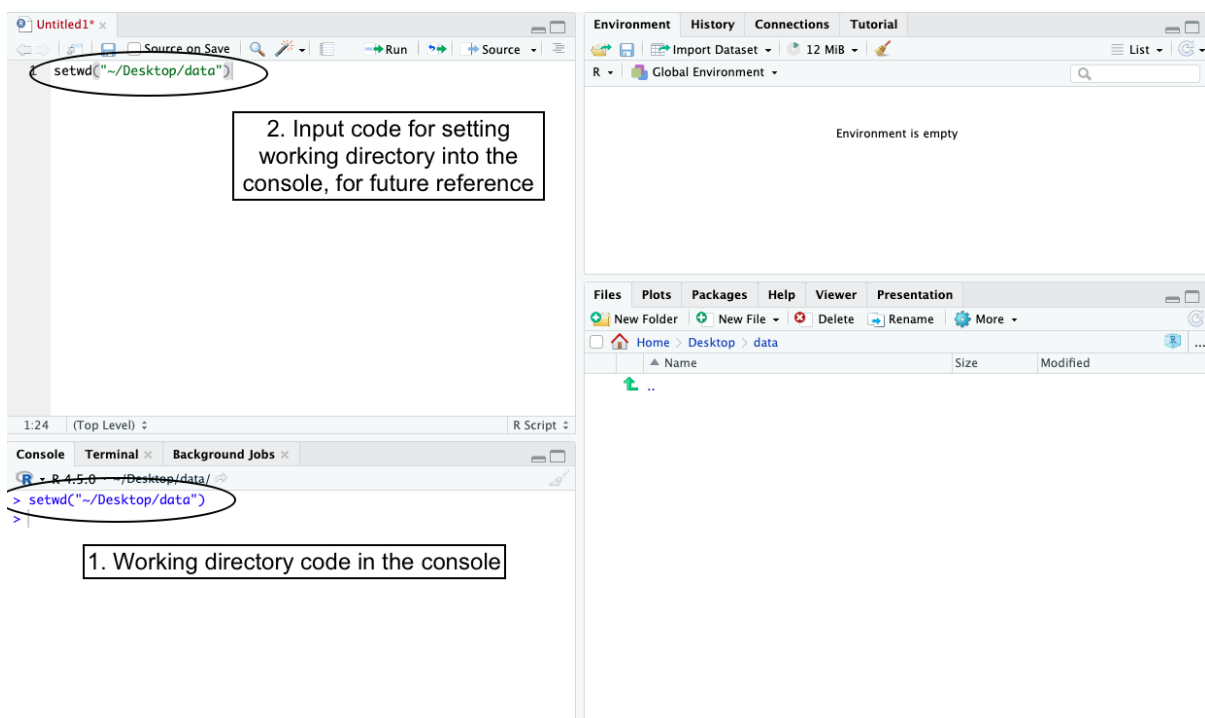 Untitled1*
Source on Save Run Source
1 setwd("~/Desktop/data")
2. Input code for setting
working directory into the
console, for future reference
1:24 (Top Level) R Script
Console Terminal Background Jobs
R 4.5.0 · ~/Desktop/data/
> setwd("~/Desktop/data")
>
1. Working directory code in the console
Environment History Connections Tutorial
Import Dataset 12 MiB List
R Global Environment
Environment is empty
Files Plots Packages Help Viewer Presentation
New Folder New File Delete Rename More
Home > Desktop > data R ...
Name Size Modified
..